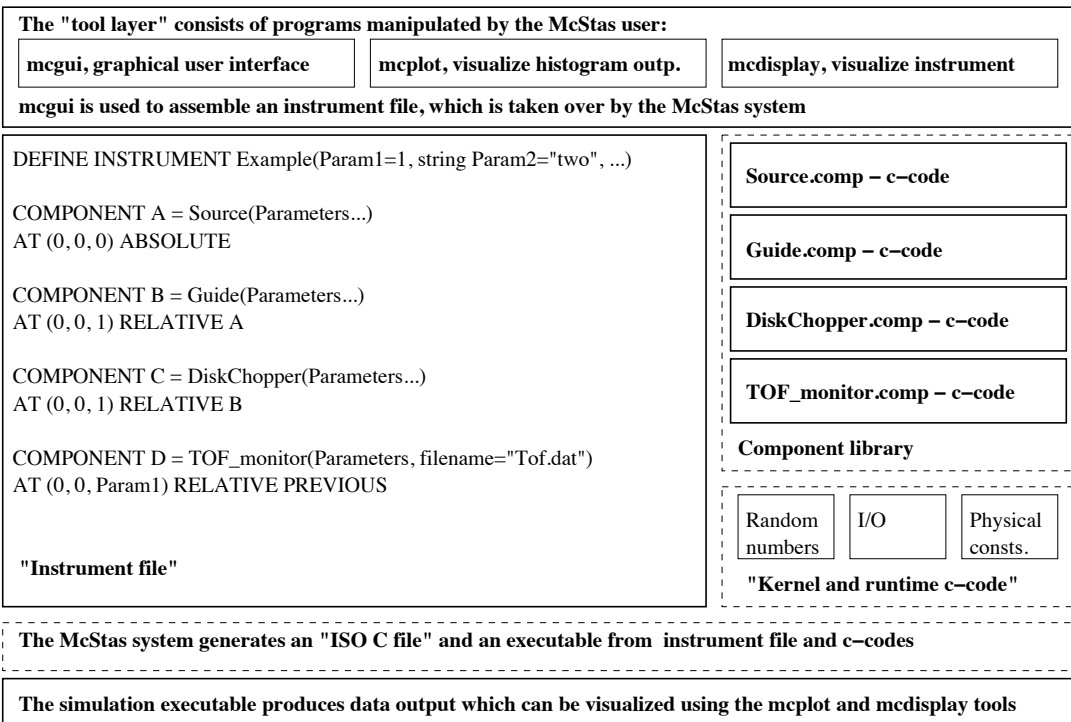 The "tool layer" consists of programs manipulated by the McStas user:
mcgui, graphical user interface
mcplot, visualize histogram outp.
mcdisplay, visualize instrument
mcgui is used to assemble an instrument file, which is taken over by the McStas system
DEFINE INSTRUMENT Example(Param1=1, string Param2="two", ...)
COMPONENT A = Source(Parameters...)
AT (0, 0, 0) ABSOLUTE
COMPONENT B = Guide(Parameters...)
AT (0, 0, 1) RELATIVE A
COMPONENT C = DiskChopper(Parameters...)
AT (0, 0, 1) RELATIVE B
COMPONENT D = TOF_monitor(Parameters, filename="Tof.dat")
AT (0, 0, Param1) RELATIVE PREVIOUS
"Instrument file"
Source.comp − c−code
Guide.comp − c−code
DiskChopper.comp − c−code
TOF_monitor.comp − c−code
Component library
Random
numbers
I/O
Physical
consts.
"Kernel and runtime c−code"
The McStas system generates an "ISO C file" and an executable from instrument file and c−codes
The simulation executable produces data output which can be visualized using the mcplot and mcdisplay tools